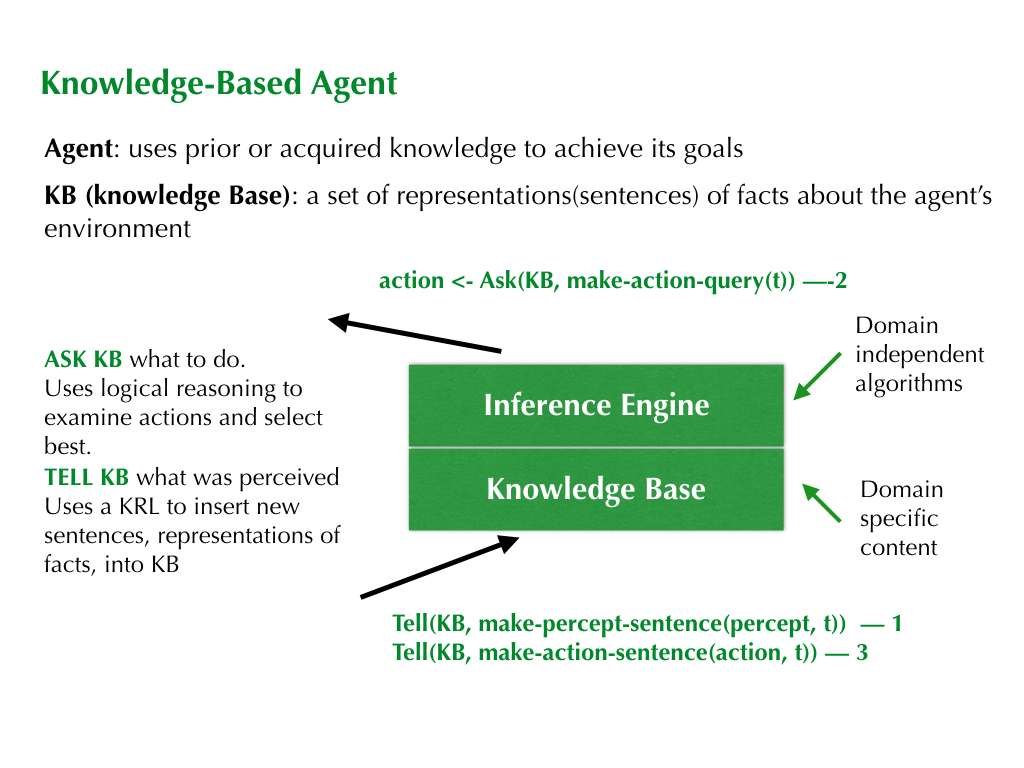 Knowledge-Based Agent
Agent: uses prior or acquired knowledge to achieve its goals
KB (knowledge Base): a set of representations(sentences) of facts about the agent’s
environment
action <- Ask(KB, make-action-query(t)) —-2
Domain
independent
algorithms
ASK KB what to do.
Uses logical reasoning to
examine actions and select
best.
TELL KB what was perceived
Uses a KRL to insert new
sentences, representations of
facts, into KB
Inference Engine
Knowledge Base
Domain
specific
content
Tell(KB, make-percept-sentence(percept, t))  — 1
Tell(KB, make-action-sentence(action, t)) — 3